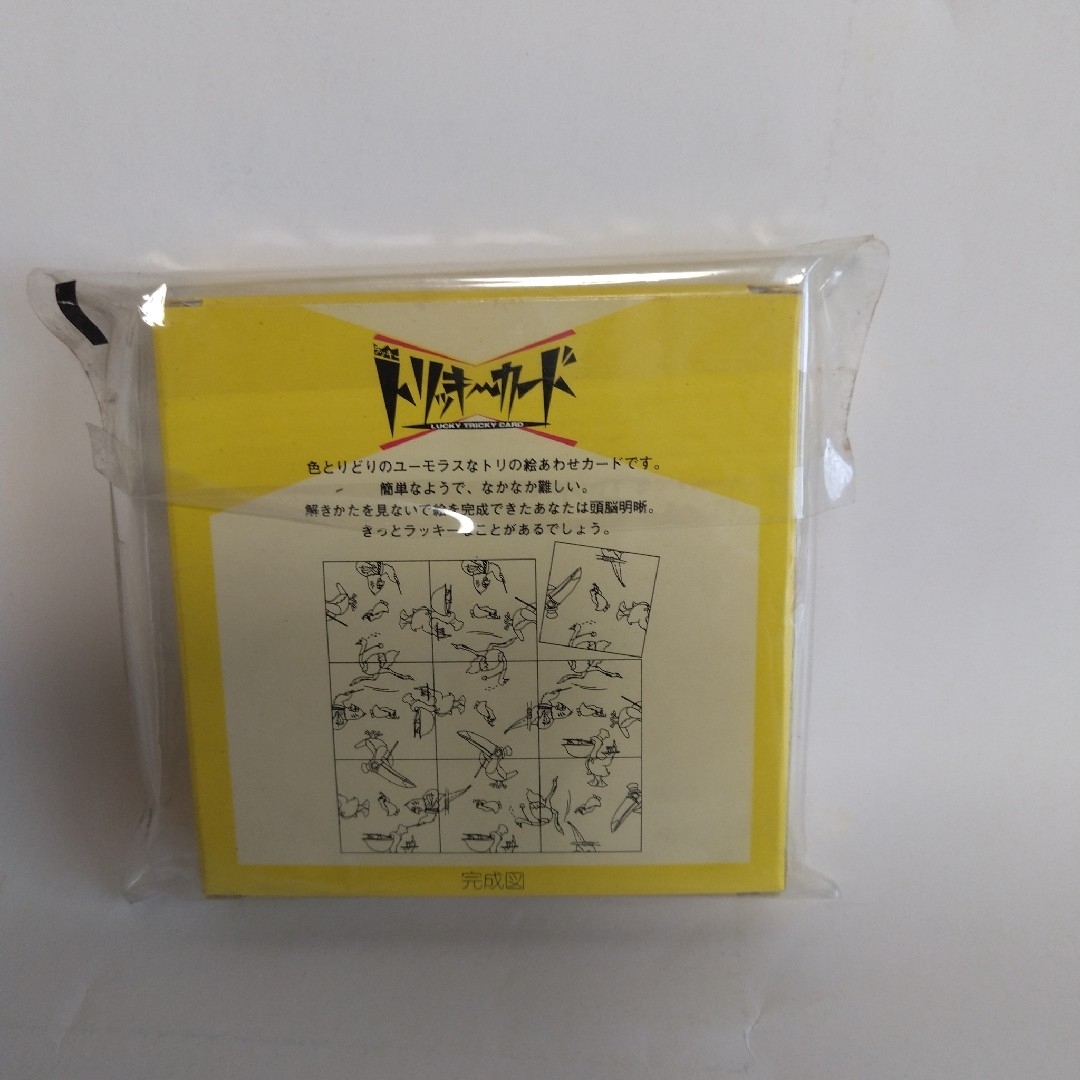 トリッキーカード
LUCKY TRICKY CARD
色とりどりのユーモラスなトリの絵あわせカードです。
簡単なようで、なかなか難しい。
解きかたを見ないで絵を完成できたあなたは頭脳明晰。
きっとラッキーなことがあるでしょう。
完成図